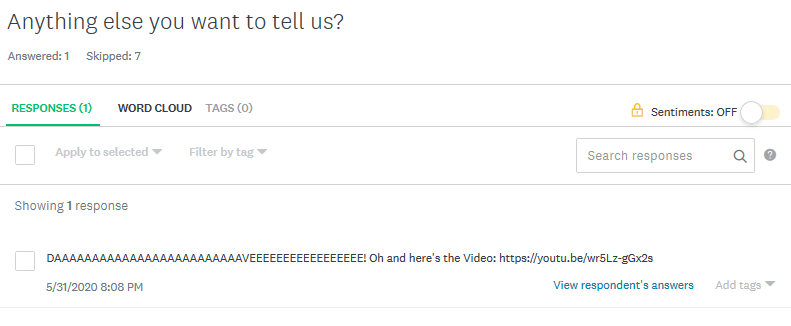 Anything else you want to tell us?
Answered: 1 Skipped: 7
RESPONSES (1) WORD CLOUD TAGS (0) Sentiments: OFF
Apply to selected Filter by tag Search responses ?
Showing 1 response
DAAAAAAAAAAAAAAAAAAAAAAAAAVEEEEEEEEEEEEEEEEE! Oh and here's the Video: https://youtu.be/wr5Lz-gGx2s
5/31/2020 8:08 PM View respondent's answers Add tags